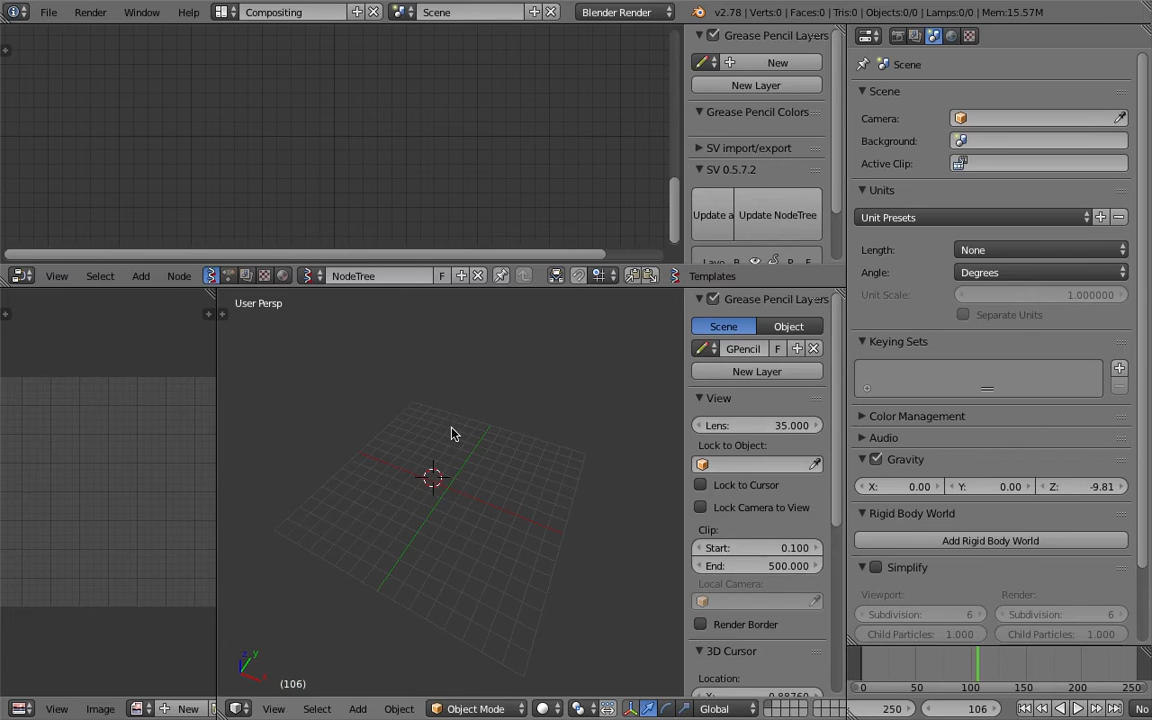 File Render Window Help Compositing Scene Blender Render v2.78 | Verts:0 | Faces:0 | Tris:0 | Objects:0/0 | Lamps:0/0 | Mem:15.57M
Grease Pencil Layers
New
New Layer
Grease Pencil Colors
SV import/export
SV 0.5.7.2
Update a Update NodeTree
View Select Add Node NodeTree F Templates
User Persp
(106)
z y x
Grease Pencil Layers
Scene Object
GPencil F
New Layer
View
Lens: 35.000
Lock to Object:
Lock to Cursor
Lock Camera to View
Clip:
Start: 0.100
End: 500.000
Local Camera:
Render Border
3D Cursor
Location:
View Image New View Select Add Object Object Mode Global
Scene
Scene
Camera:
Background:
Active Clip:
Units
Unit Presets
Length: None
Angle: Degrees
Unit Scale: 1.000000
Separate Units
Keying Sets
Color Management
Audio
Gravity
X: 0.00 Y: 0.00 Z: -9.81
Rigid Body World
Add Rigid Body World
Simplify
Viewport: Render:
Subdivision: 6 Subdivision: 6
Child Particles: 1.000 Child Particles: 1.000
0 50 100 150 200 250
250 106 No